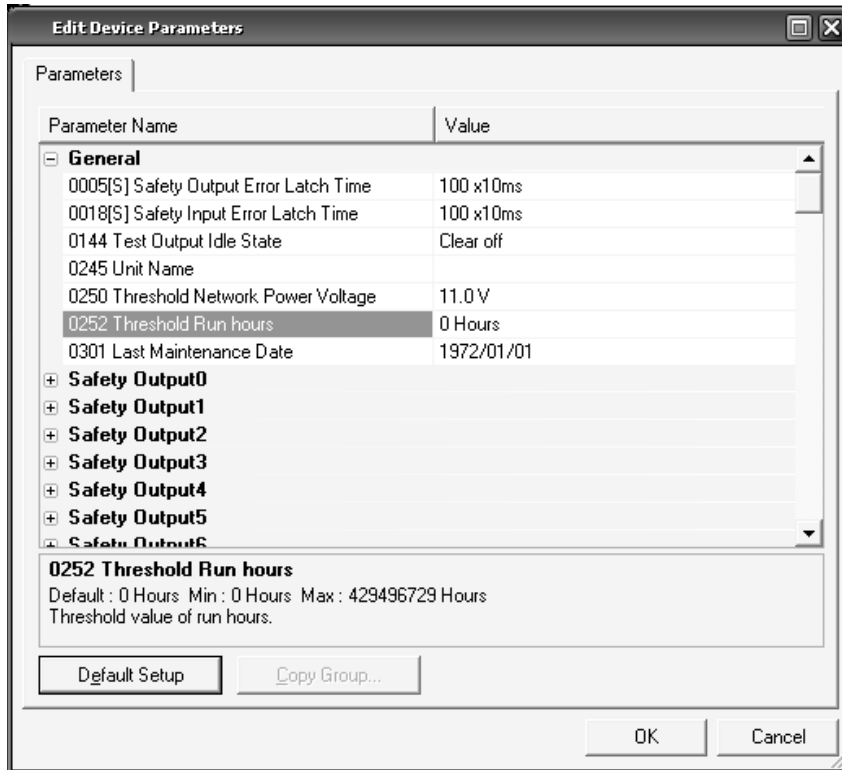 Edit Device Parameters
Parameters
Parameter Name Value
General
0005[S] Safety Output Error Latch Time 100 x10ms
0018[S] Safety Input Error Latch Time 100 x10ms
0144 Test Output Idle State Clear off
0245 Unit Name
0250 Threshold Network Power Voltage 11.0 V
0252 Threshold Run hours 0 Hours
0301 Last Maintenance Date 1972/01/01
Safety Output0
Safety Output1
Safety Output2
Safety Output3
Safety Output4
Safety Output5
Safety Output6
0252 Threshold Run hours
Default : 0 Hours Min : 0 Hours Max : 429496729 Hours
Threshold value of run hours.
Default Setup Copy Group...
OK Cancel